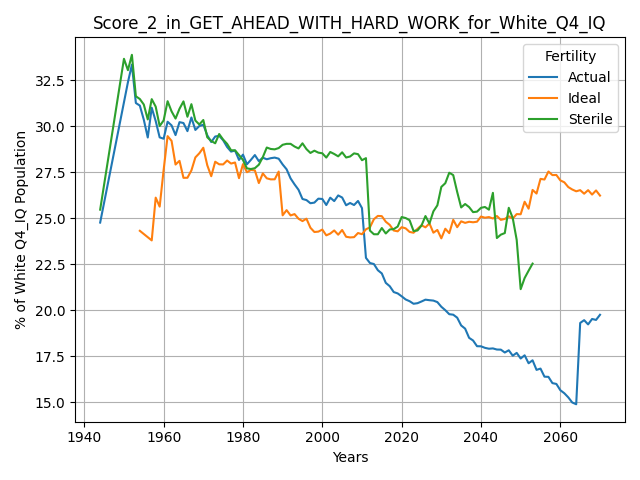 Score_2_in_GET_AHEAD_WITH_HARD_WORK_for_White_Q4_IQ
% of White Q4_IQ Population
32.5
30.0
27.5
25.0
22.5
20.0
17.5
15.0
Fertility
Actual
Ideal
Sterile
1940
1960
1980
2000
2020
2040
2060
Years